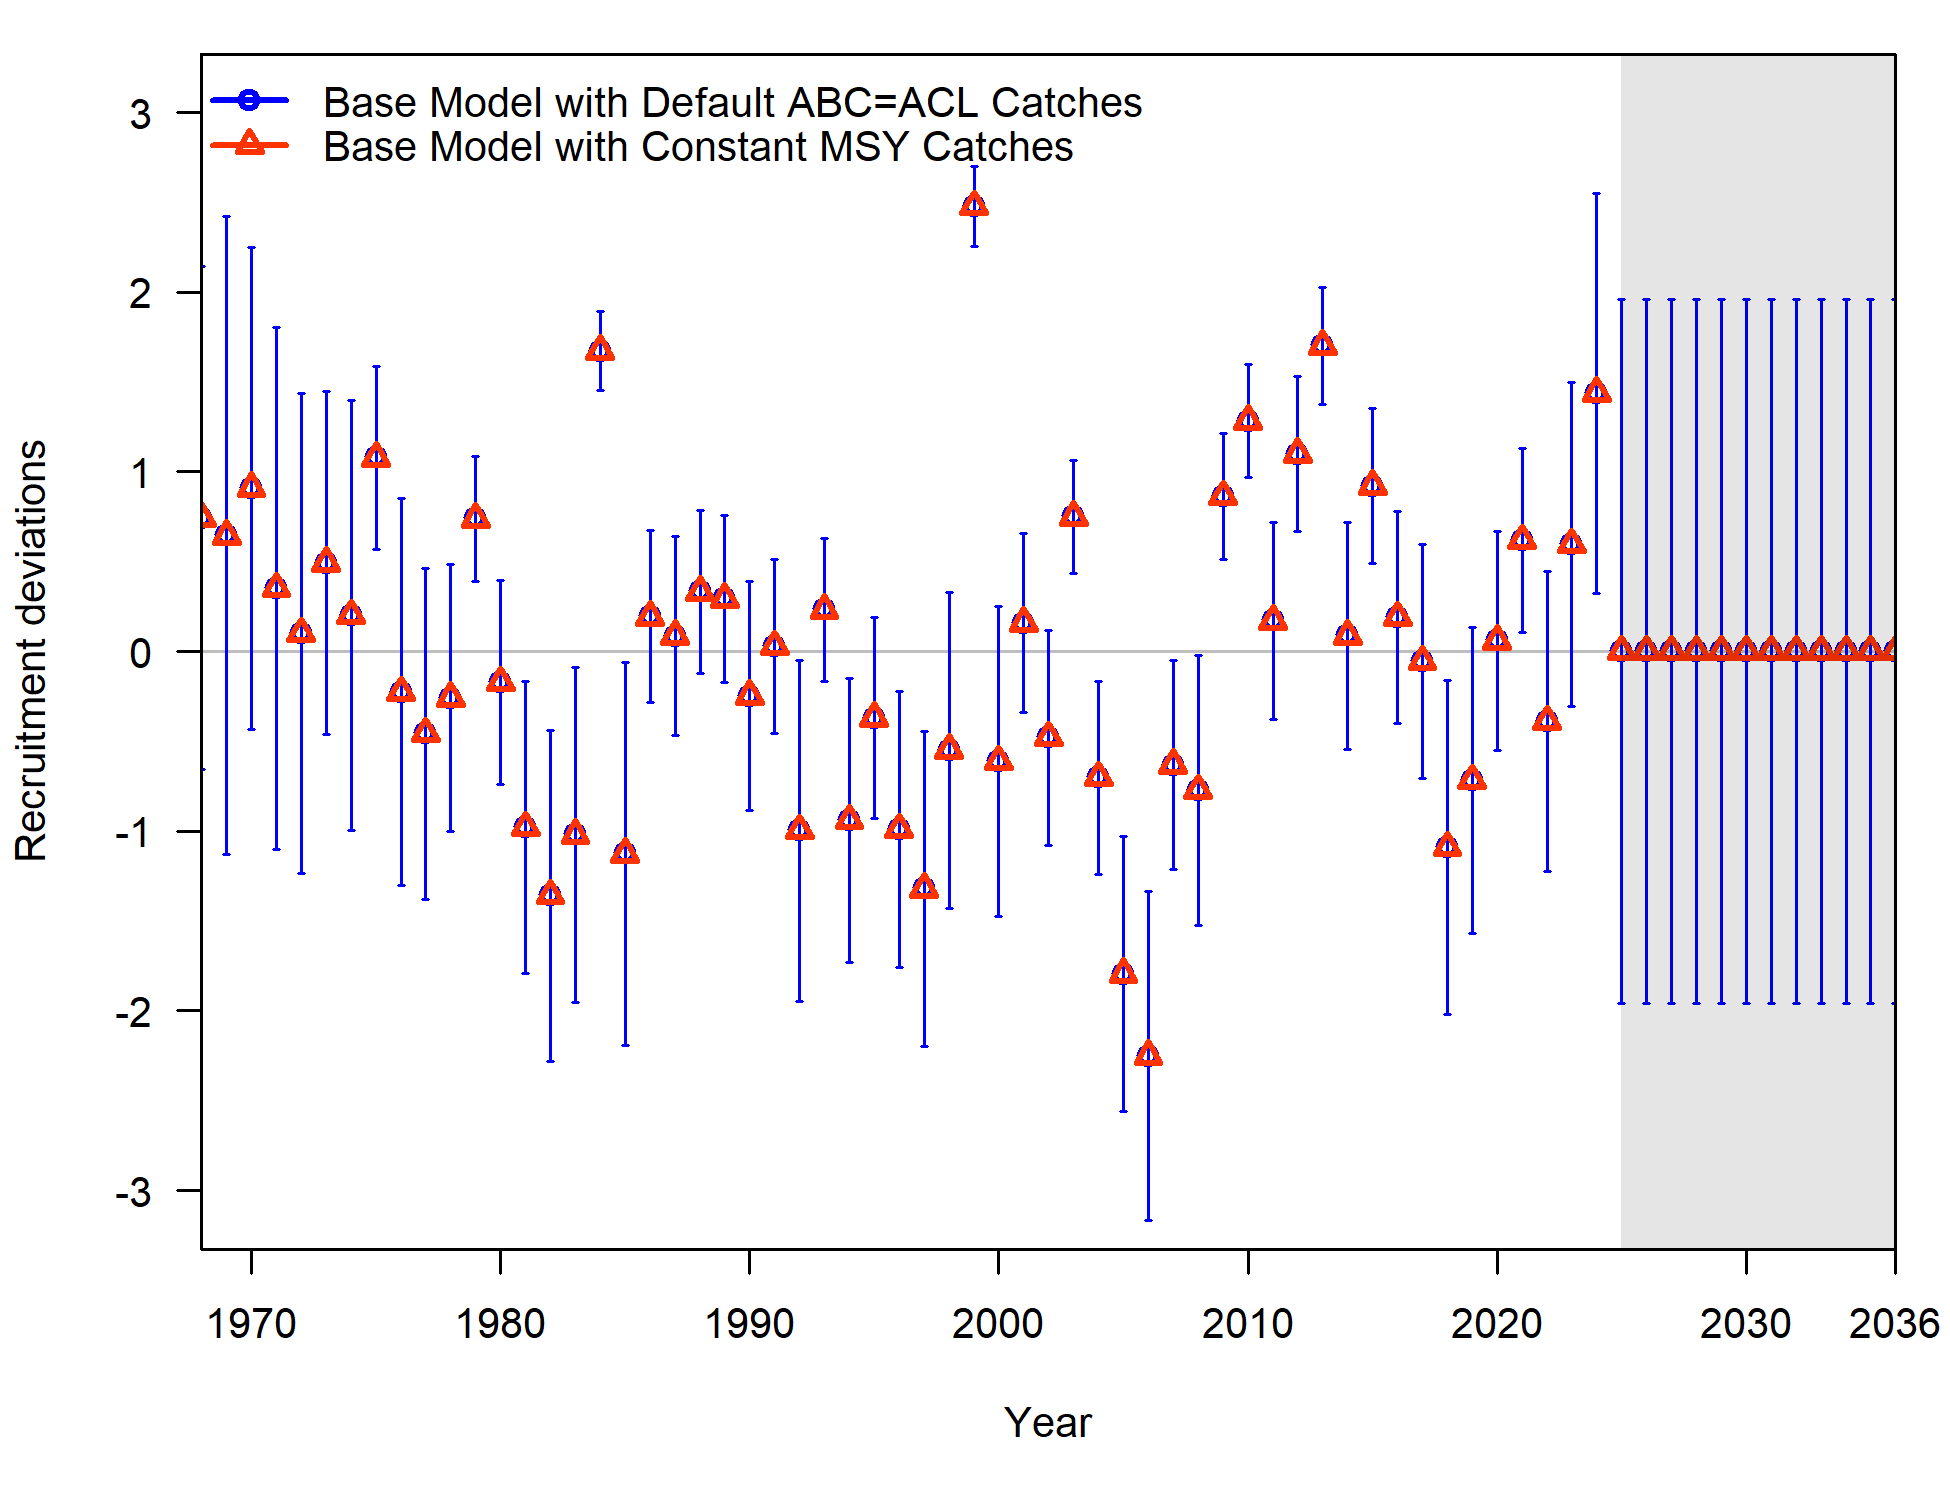 Base Model with Default ABC=ACL Catches
Base Model with Constant MSY Catches
3
2
1
0
-1
-2
-3
Recruitment deviations
1970 1980 1990 2000 2010 2020 2030 2036
Year